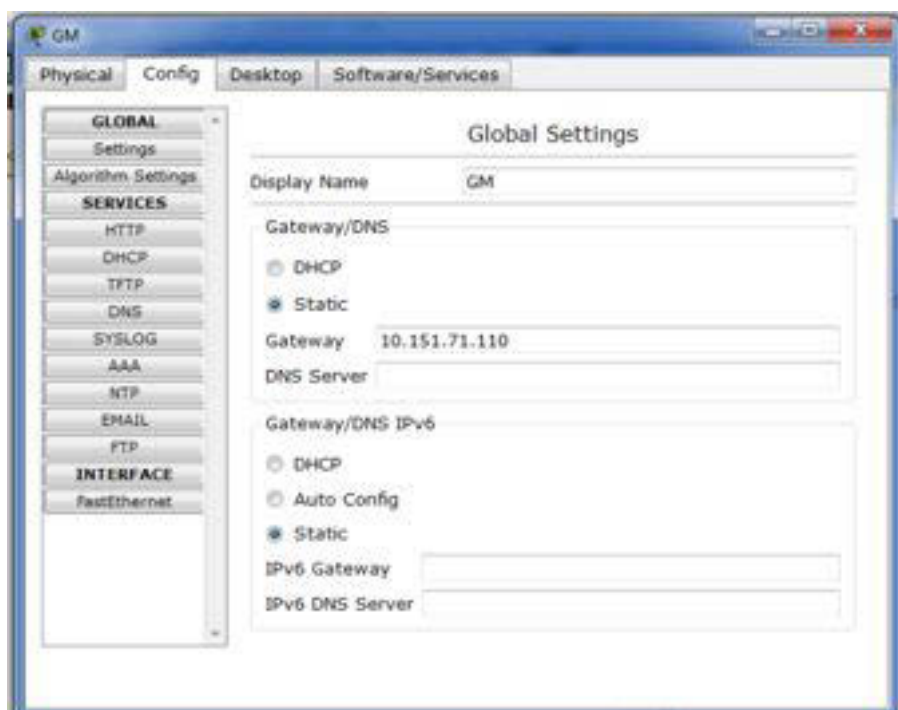 GM
Physical Config Desktop Software/Services
GLOBAL
Settings
Algorithm Settings
SERVICES
HTTP
DHCP
TFTP
DNS
SYSLOG
AAA
NTP
EMAIL
FTP
INTERFACE
FastEthernet
Global Settings
Display Name GM
Gateway/DNS
DHCP
Static
Gateway 10.151.71.110
DNS Server
Gateway/DNS IPv6
DHCP
Auto Config
Static
IPv6 Gateway
IPv6 DNS Server